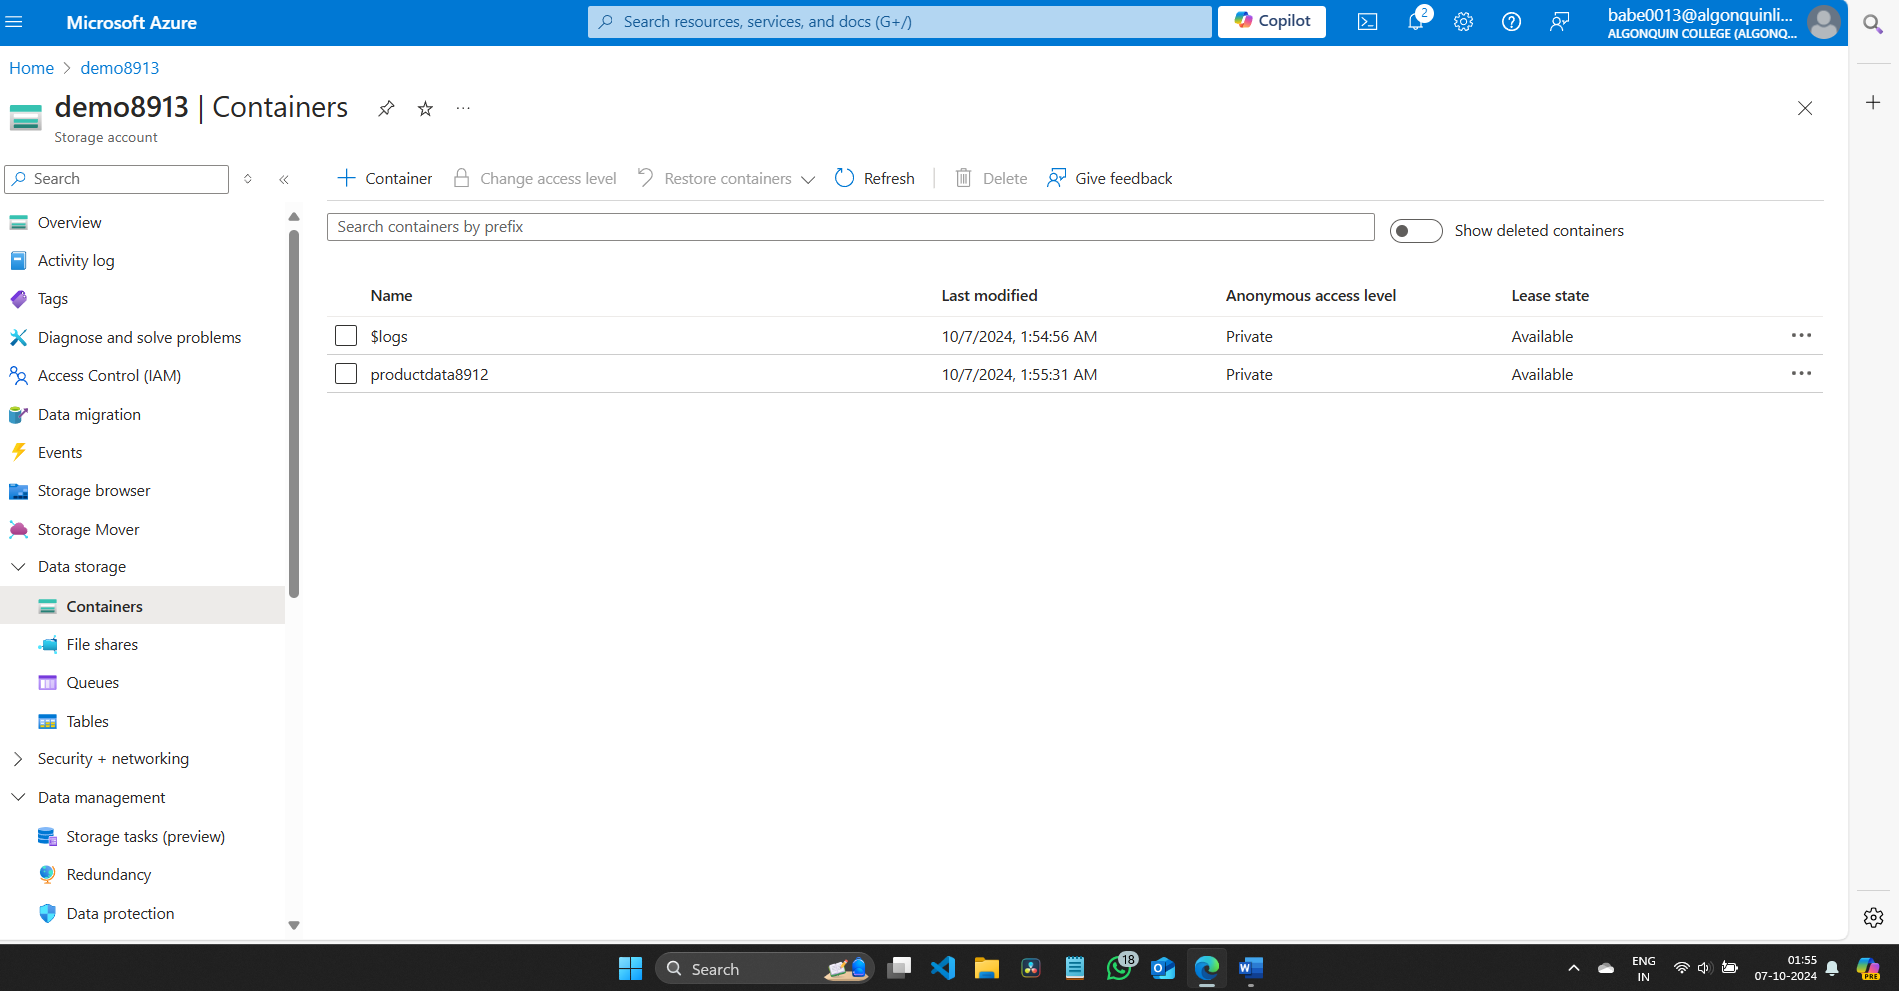 Microsoft Azure
Search resources, services, and docs (G+/)
Copilot
2
babe0013@algonquinli...
ALGONQUIN COLLEGE (ALGONQ...
Home > demo8913
demo8913 | Containers
Storage account
Search
Container
Change access level
Restore containers
Refresh
Delete
Give feedback
Search containers by prefix
Show deleted containers
Overview
Activity log
Tags
Diagnose and solve problems
Access Control (IAM)
Data migration
Events
Storage browser
Storage Mover
Data storage
Containers
File shares
Queues
Tables
Security + networking
Data management
Storage tasks (preview)
Redundancy
Data protection
Name Last modified Anonymous access level Lease state
$logs 10/7/2024, 1:54:56 AM Private Available
productdata8912 10/7/2024, 1:55:31 AM Private Available
Search
18
ENG
IN
01:55
07-10-2024
PRE